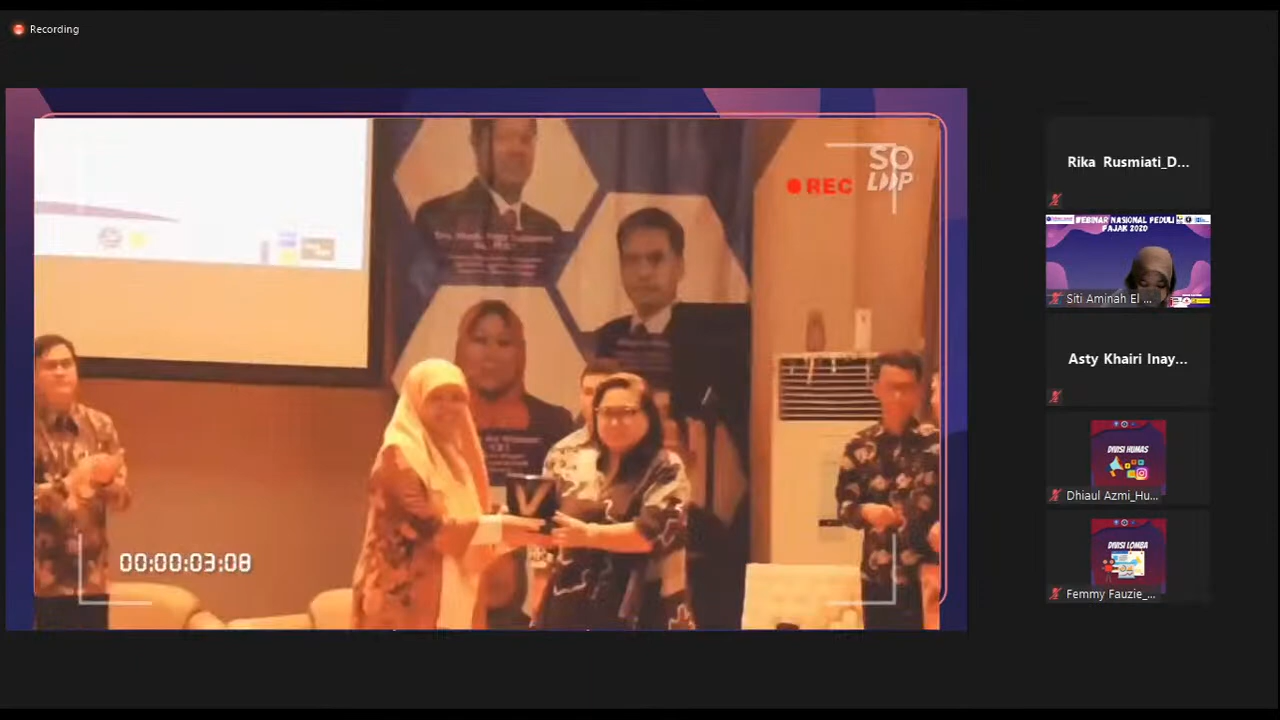 Recording
SO
LOOP
REC
00:00:03:08
Rika Rusmiati_D...
WEBINAR NASIONAL PEDULI
PAJAK 2020
Siti Aminah El ...
Asty Khairi Inay...
DIVISI HUMAS
Dhiaul Azmi_Hu...
DIVISI LOMBA
Femmy Fauzie_...